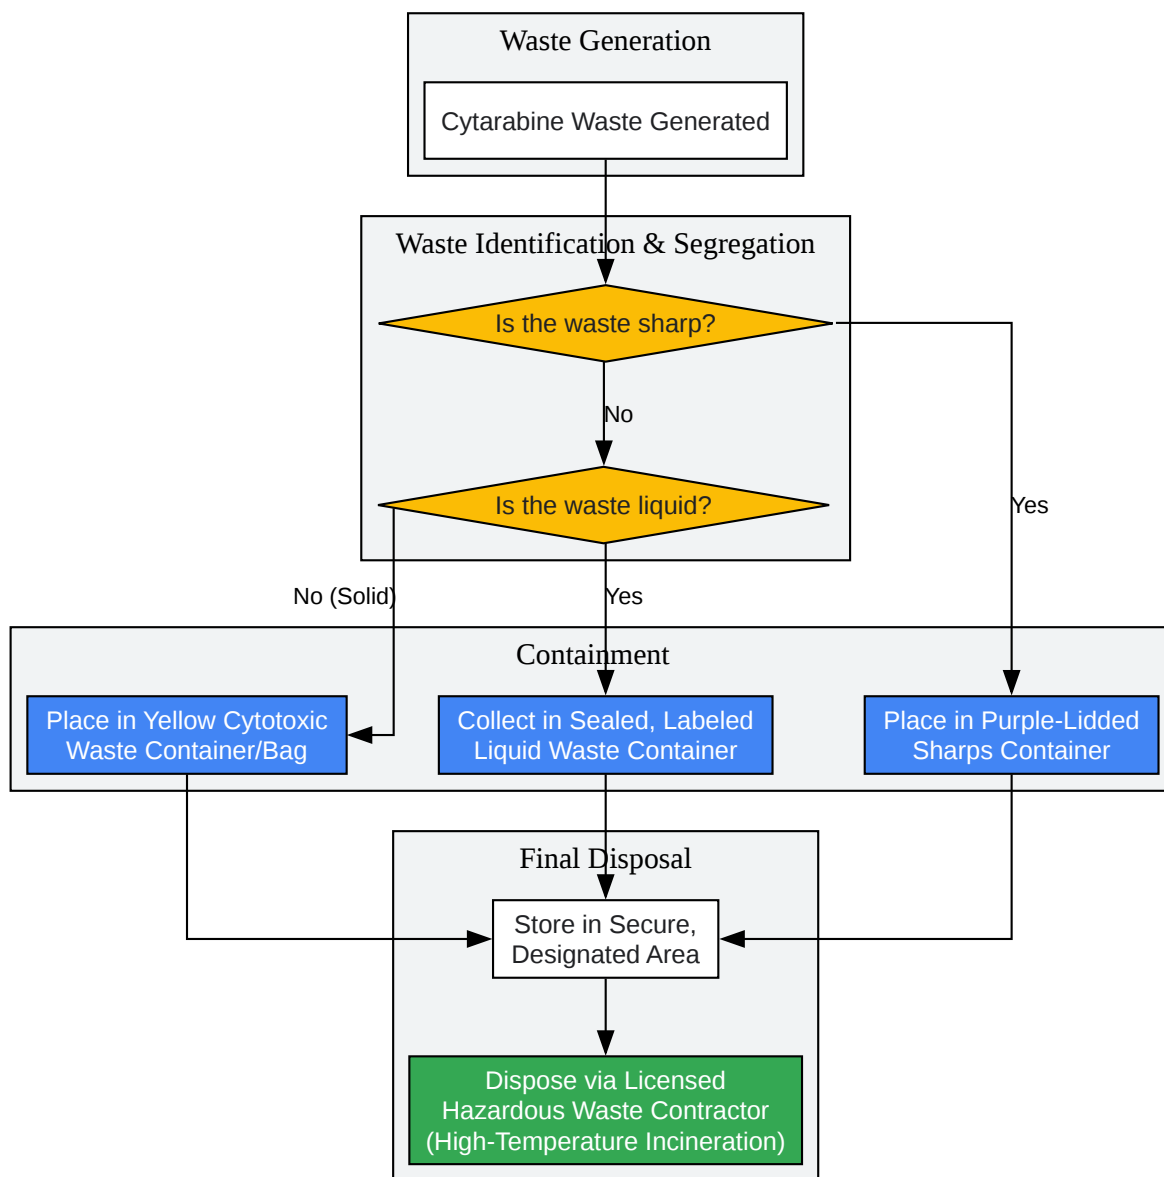 Waste Generation
Cytarabine Waste Generated
Waste Identification & Segregation
Is the waste sharp?
No
Is the waste liquid?
Yes
No (Solid)
Yes
Containment
Place in Yellow Cytotoxic
Waste Container/Bag
Collect in Sealed, Labeled
Liquid Waste Container
Place in Purple-Lidded
Sharps Container
Final Disposal
Store in Secure,
Designated Area
Dispose via Licensed
Hazardous Waste Contractor
(High-Temperature Incineration)